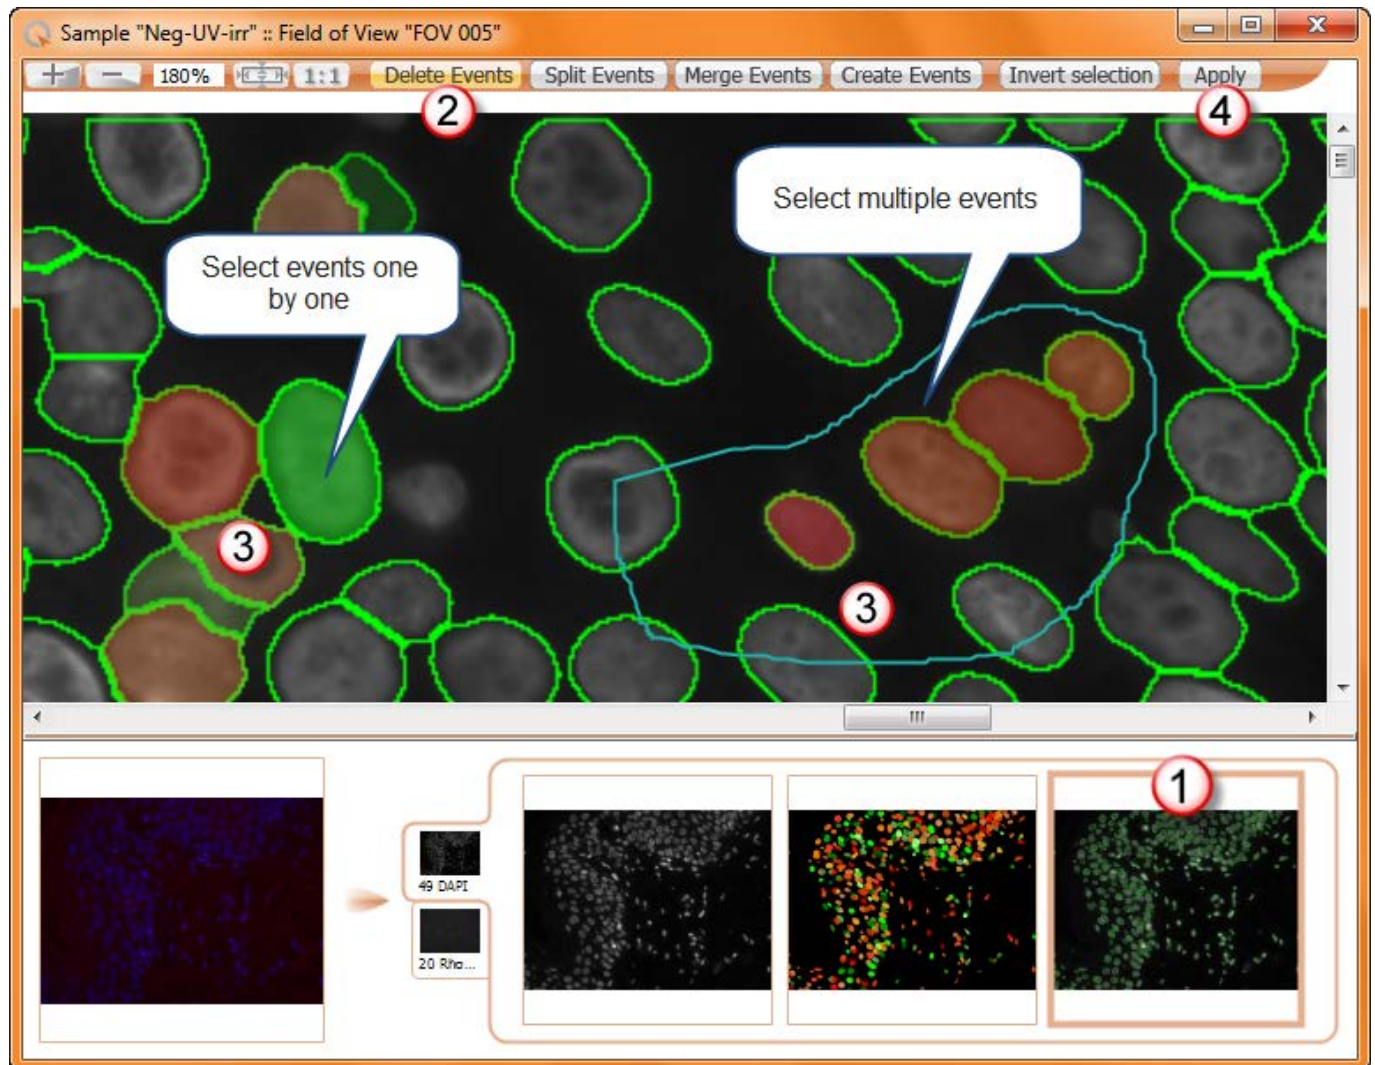 Sample "Neg-UV-irr" :: Field of View "FOV 005"
180% 1:1 Delete Events Split Events Merge Events Create Events Invert selection Apply
2
4
Select multiple events
Select events one
by one
3
3
1
49 DAPI
20 Rho...